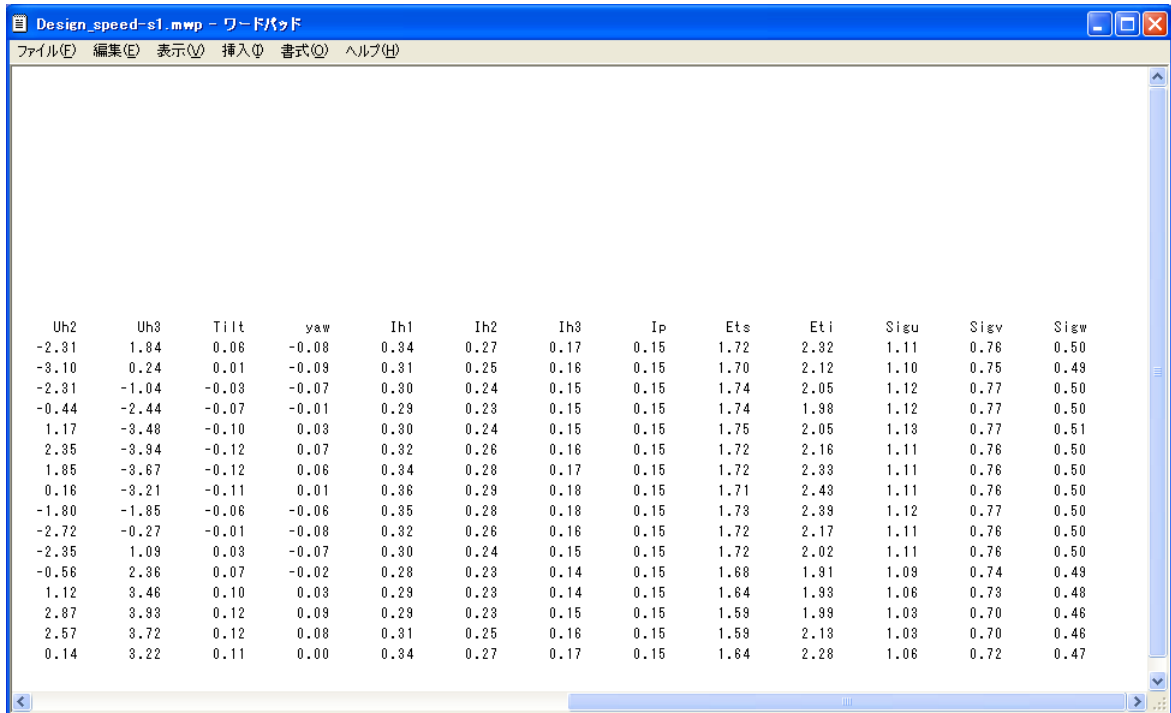 Design_speed-s1.mwp - ワードパッド
ファイル(F) 編集(E) 表示(V) 挿入(I) 書式(O) ヘルプ(H)
Uh2 Uh3 Tilt yaw Ih1 Ih2 Ih3 Ip Ets Eti Sigu Sigv Sigw
-2.31 1.84 0.06 -0.08 0.34 0.27 0.17 0.15 1.72 2.32 1.11 0.76 0.50
-3.10 0.24 0.01 -0.09 0.31 0.25 0.16 0.15 1.70 2.12 1.10 0.75 0.49
-2.31 -1.04 -0.03 -0.07 0.30 0.24 0.15 0.15 1.74 2.05 1.12 0.77 0.50
-0.44 -2.44 -0.07 -0.01 0.29 0.23 0.15 0.15 1.74 1.98 1.12 0.77 0.50
1.17 -3.48 -0.10 0.03 0.30 0.24 0.15 0.15 1.75 2.05 1.13 0.77 0.51
2.35 -3.94 -0.12 0.07 0.32 0.26 0.16 0.15 1.72 2.16 1.11 0.76 0.50
1.85 -3.67 -0.12 0.06 0.34 0.28 0.17 0.15 1.72 2.33 1.11 0.76 0.50
0.16 -3.21 -0.11 0.01 0.36 0.29 0.18 0.15 1.71 2.43 1.11 0.76 0.50
-1.80 -1.85 -0.06 -0.06 0.35 0.28 0.18 0.15 1.73 2.39 1.12 0.77 0.50
-2.72 -0.27 -0.01 -0.08 0.32 0.26 0.16 0.15 1.72 2.17 1.11 0.76 0.50
-2.35 1.09 0.03 -0.07 0.30 0.24 0.15 0.15 1.72 2.02 1.11 0.76 0.50
-0.56 2.36 0.07 -0.02 0.28 0.23 0.14 0.15 1.68 1.91 1.09 0.74 0.49
1.12 3.46 0.10 0.03 0.29 0.23 0.14 0.15 1.64 1.93 1.06 0.73 0.48
2.87 3.93 0.12 0.09 0.29 0.23 0.15 0.15 1.59 1.99 1.03 0.70 0.46
2.57 3.72 0.12 0.08 0.31 0.25 0.16 0.15 1.59 2.13 1.03 0.70 0.46
0.14 3.22 0.11 0.00 0.34 0.27 0.17 0.15 1.64 2.28 1.06 0.72 0.47